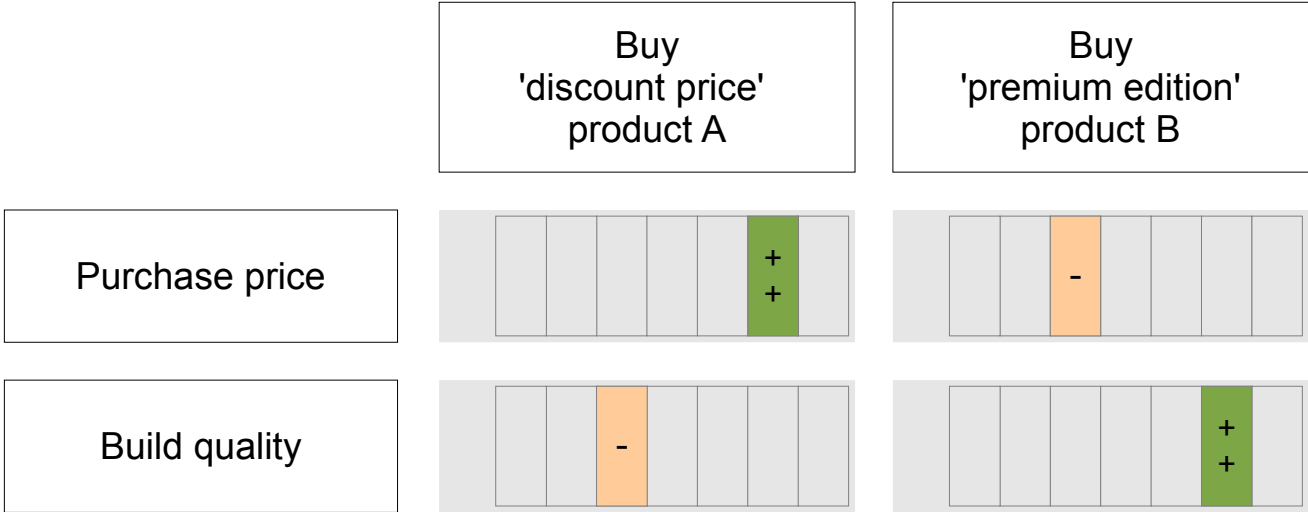 Buy
'discount price'
product A
Buy
'premium edition'
product B
Purchase price
+
+
-
Build quality
-
+
+